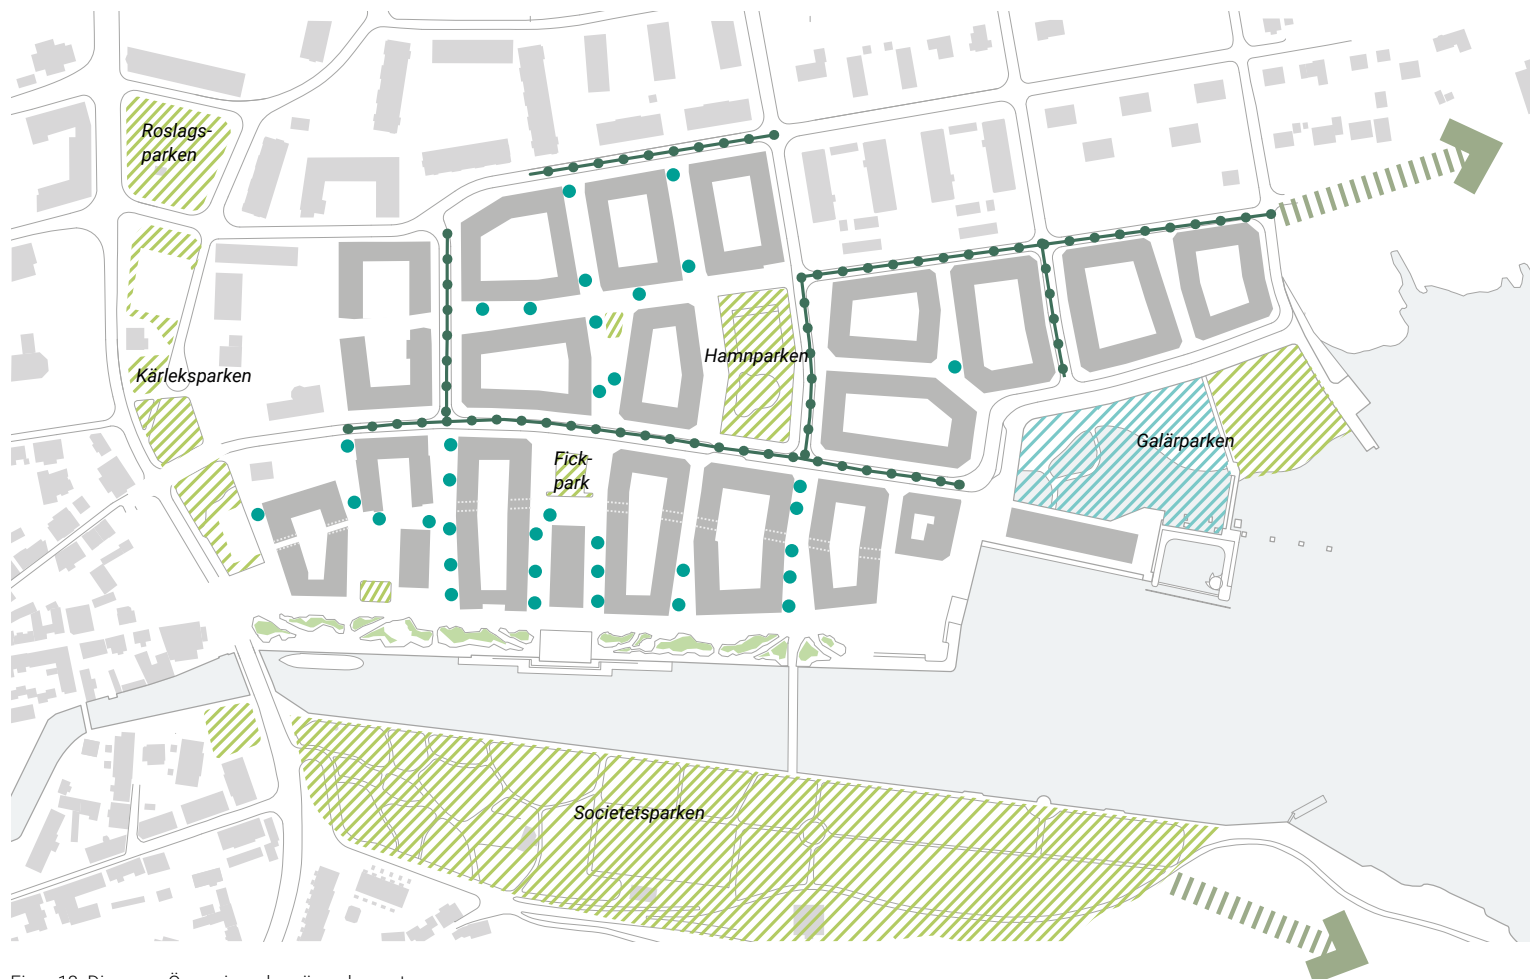 Roslags-
parken
Kärleksparken
Hamnparken
Fick-
park
Galärparken
Societetsparken